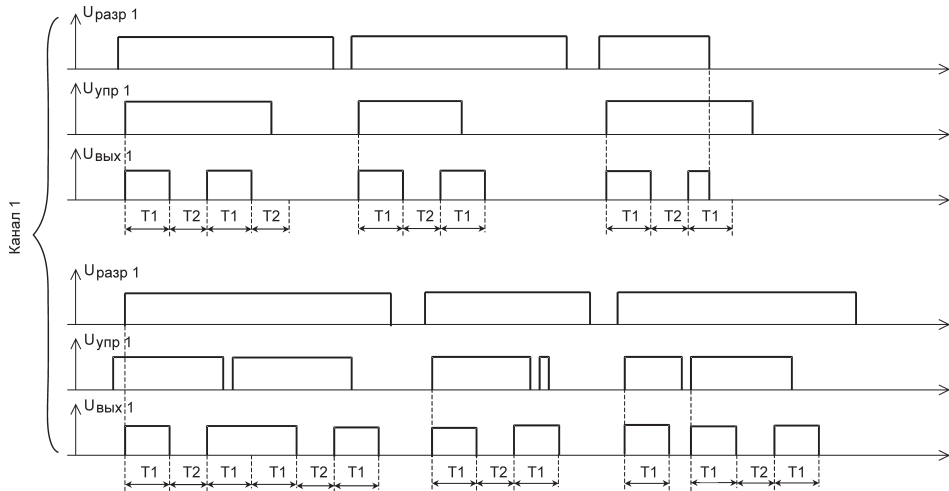 Канал 1
Uразр 1
Uупр 1
Uвых 1
T1 T2 T1 T2 T1 T2 T1 T1 T2 T1
Uразр 1
Uупр 1
Uвых 1
T1 T2 T1 T1 T2 T1 T1 T2 T1 T1 T1 T2 T1